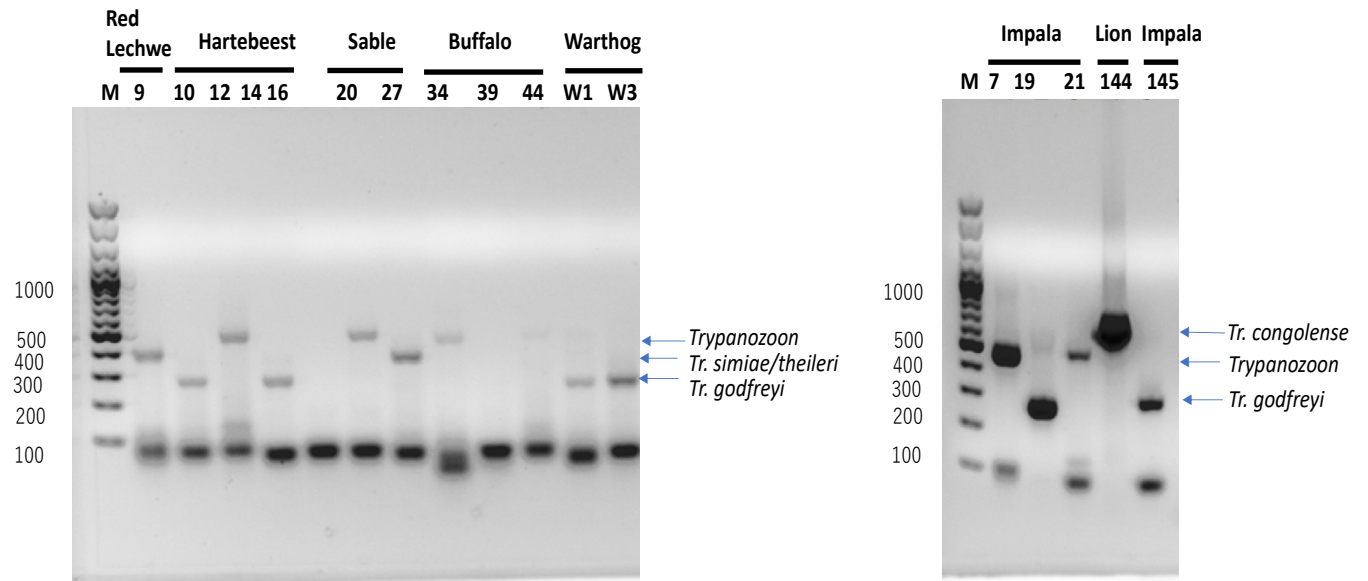 Red
Lechwe
Hartebeest
Sable
Buffalo
Warthog
M 9 10 12 14 16 20 27 34 39 44 W1 W3
1000
500
400
300
200
100
Trypanozoon
Tr. simiae/theileri
Tr. godfreyi
Impala Lion Impala
M 7 19 21 144 145
1000
500
400
300
200
100
Tr. congolense
Trypanozoon
Tr. godfreyi